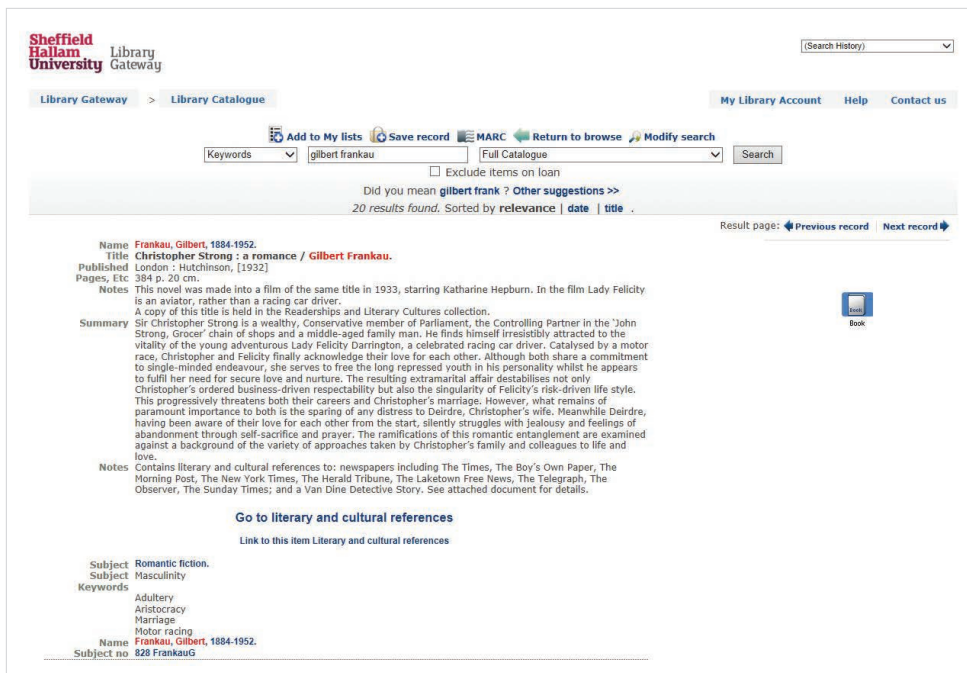 Sheffield
Hallam
University
Library
Gateway
(Search History)
Library Gateway > Library Catalogue
My Library Account Help Contact us
Add to My lists Save record MARC Return to browse Modify search
Keywords gilbert frankau Full Catalogue Search
Exclude items on loan
Did you mean gilbert frank ? Other suggestions >>
20 results found. Sorted by relevance | date | title .
Result page: Previous record Next record
Name Frankau, Gilbert, 1884-1952.
Title Christopher Strong : a romance / Gilbert Frankau.
Published London : Hutchinson, [1932]
Pages, Etc 384 p. 20 cm.
Notes This novel was made into a film of the same title in 1933, starring Katharine Hepburn. In the film Lady Felicity
is an aviator, rather than a racing car driver.
A copy of this title is held in the Readerships and Literary Cultures collection.
Summary Sir Christopher Strong is a wealthy, Conservative member of Parliament, the Controlling Partner in the 'John
Strong, Grocer' chain of shops and a middle-aged family man. He finds himself irresistibly attracted to the
vitality of the young adventurous Lady Felicity Darrington, a celebrated racing car driver. Catalysed by a motor
race, Christopher and Felicity finally acknowledge their love for each other. Although both share a commitment
to single-minded endeavour, she serves to free the long repressed youth in his personality whilst he appears
to fulfil her need for secure love and nurture. The resulting extramarital affair destabilises not only
Christopher's ordered business-driven respectability but also the singularity of Felicity's risk-driven life style.
This progressively threatens both their careers and Christopher's marriage. However, what remains of
paramount importance to both is the sparing of any distress to Deirdre, Christopher's wife. Meanwhile Deirdre,
having been aware of their love for each other from the start, silently struggles with jealousy and feelings of
abandonment through self-sacrifice and prayer. The ramifications of this romantic entanglement are examined
against a background of the variety of approaches taken by Christopher's family and colleagues to life and
love.
Notes Contains literary and cultural references to: newspapers including The Times, The Boy's Own Paper, The
Morning Post, The New York Times, The Herald Tribune, The Laketown Free News, The Telegraph, The
Observer, The Sunday Times; and a Van Dine Detective Story. See attached document for details.
Go to literary and cultural references
Link to this item Literary and cultural references
Subject Romantic fiction.
Subject Masculinity
Keywords
Adultery
Aristocracy
Marriage
Motor racing
Name Frankau, Gilbert, 1884-1952.
Subject no 828 FrankauG
Book
Book